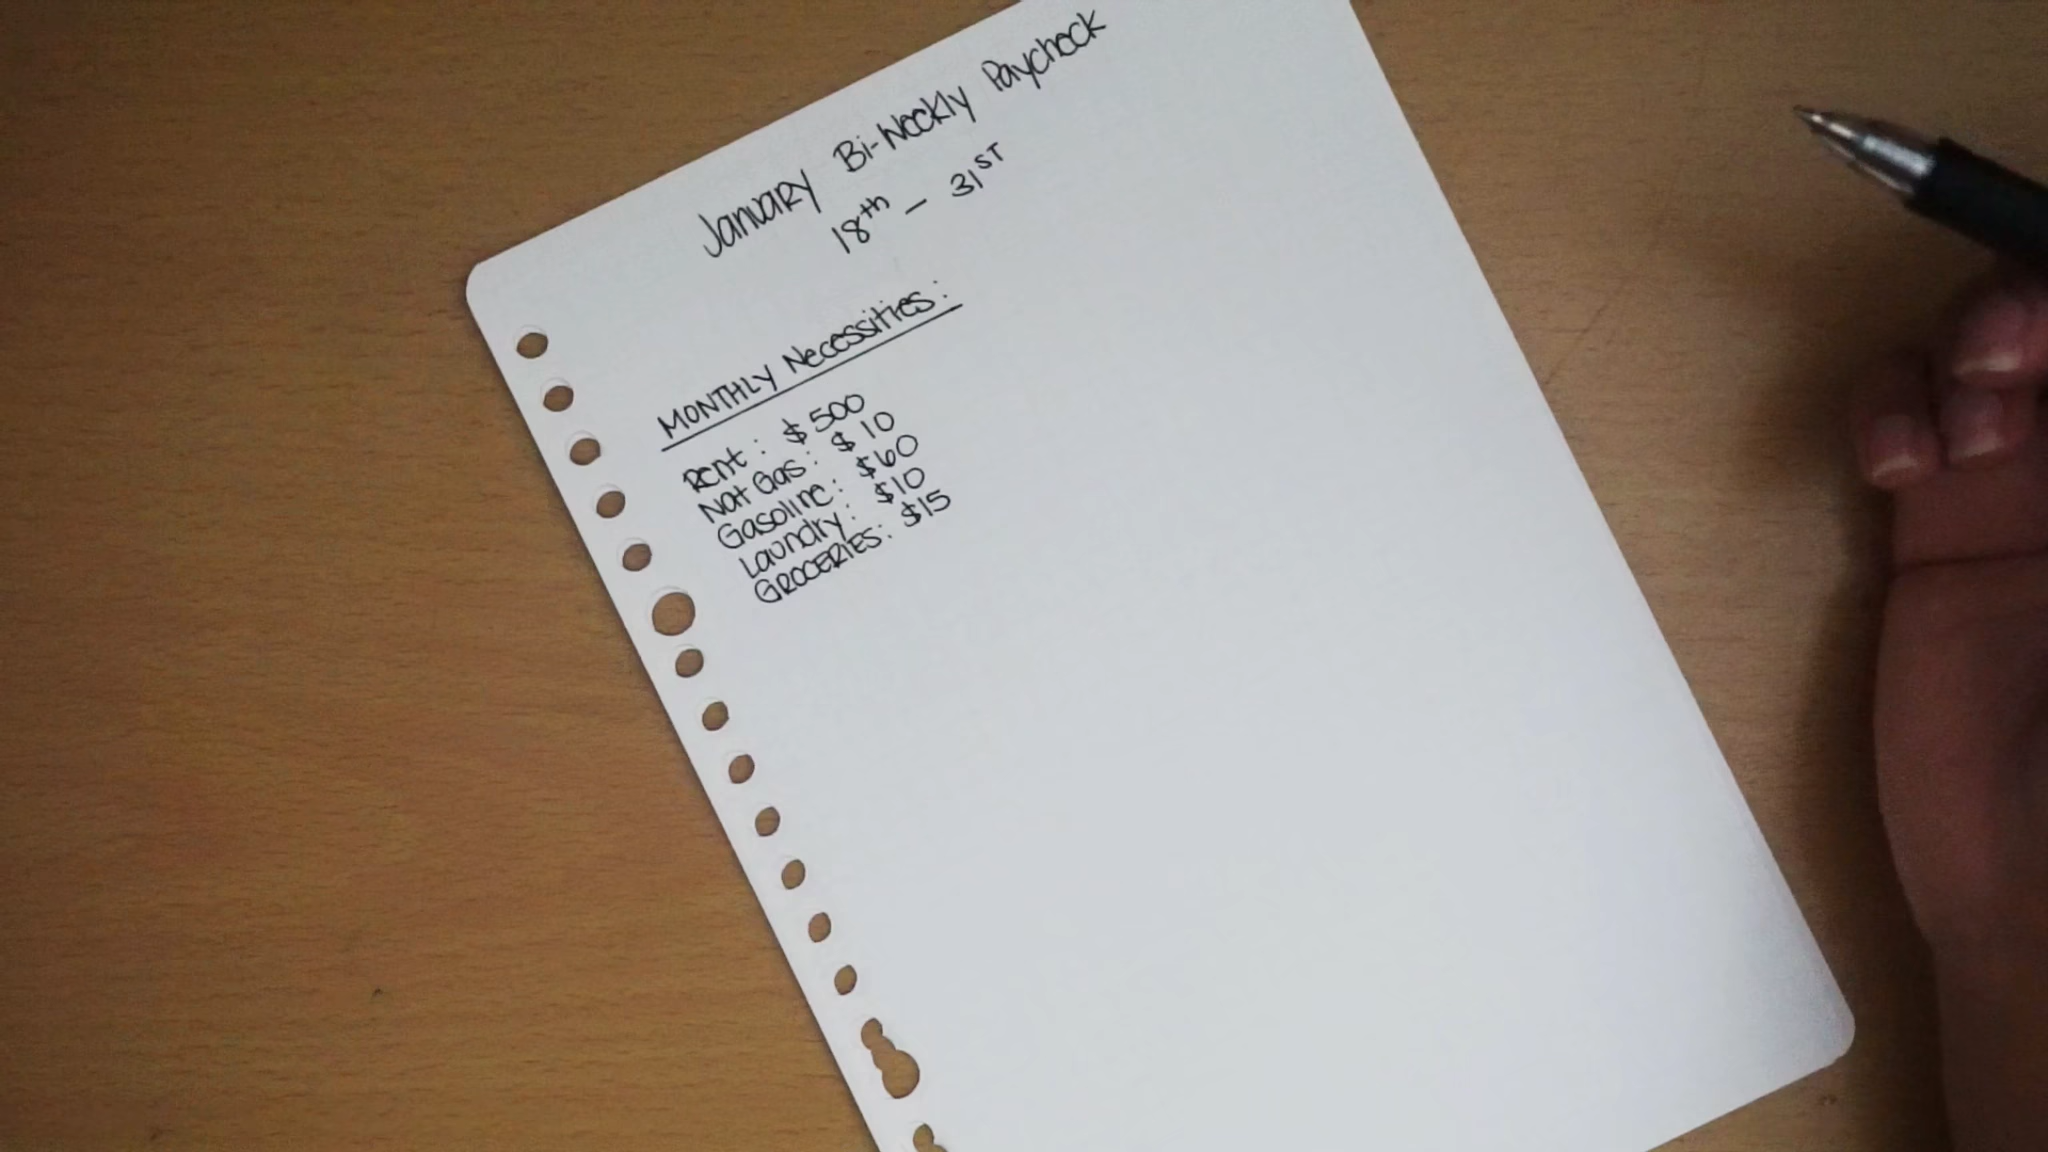 January Bi-Weekly Paycheck
18th - 31ST
MONTHLY Necessities:
Rent: $500
Nat Gas: $10
Gasoline: $60
Laundry: $10
GROCERIES: $15